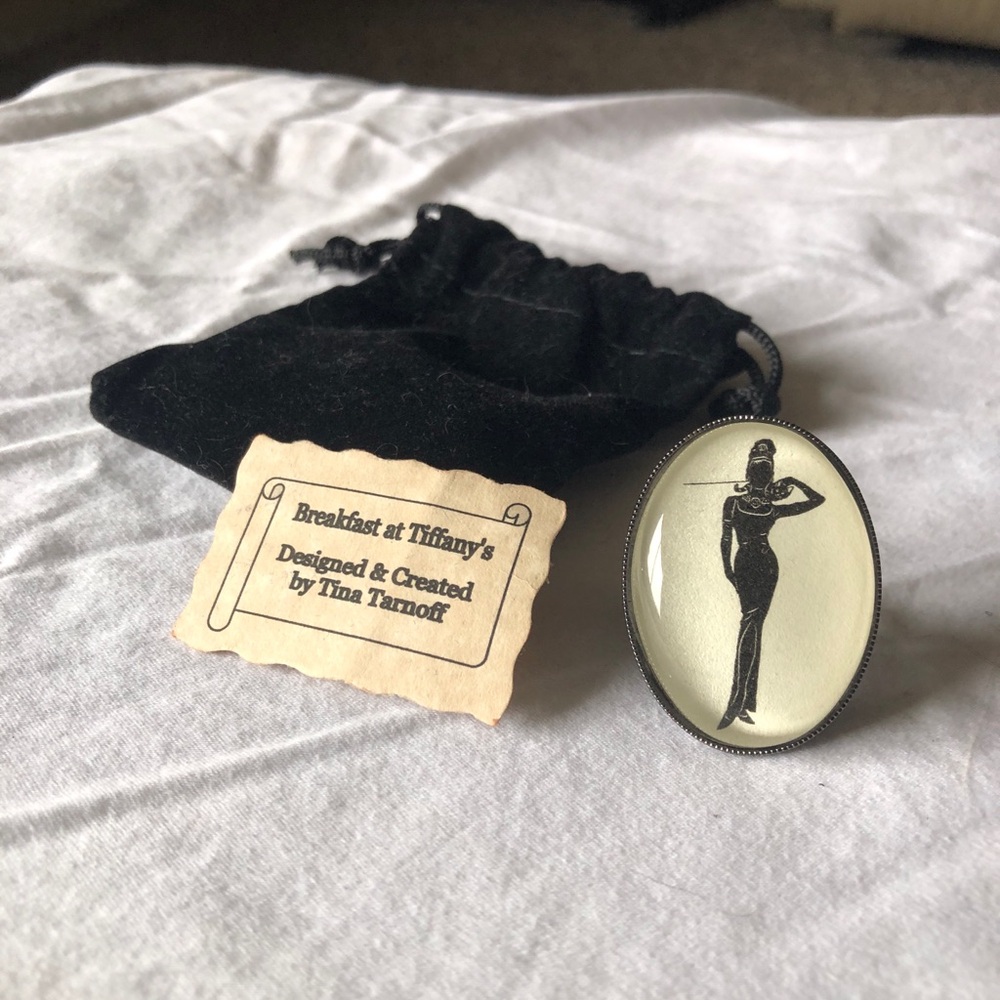 Breakfast at Tiffany's
Designed & Created
by Tina Tarnoff